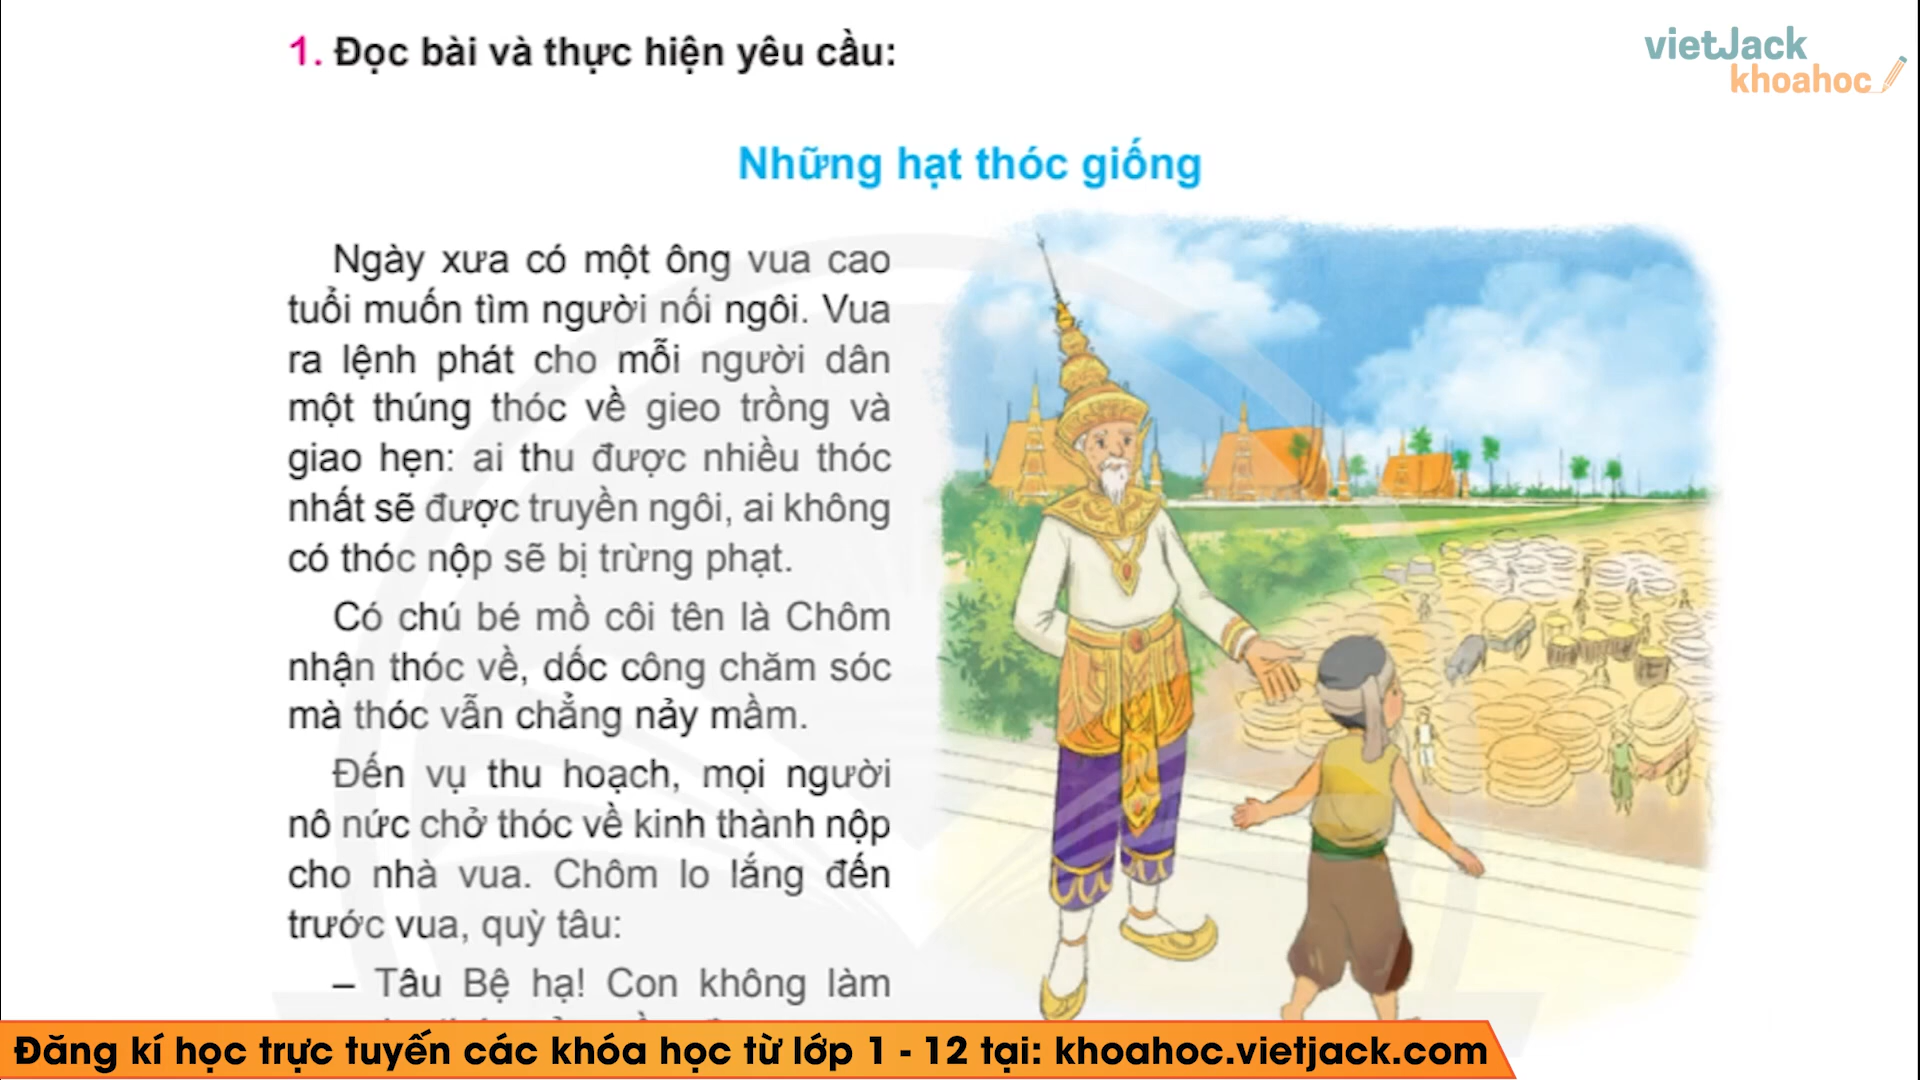 1. Đọc bài và thực hiện yêu cầu:
vietJack
khoahoc
Những hạt thóc giống
Ngày xưa có một ông vua cao
tuổi muốn tìm người nối ngôi. Vua
ra lệnh phát cho mỗi người dân
một thúng thóc về gieo trồng và
giao hẹn: ai thu được nhiều thóc
nhất sẽ được truyền ngôi, ai không
có thóc nộp sẽ bị trừng phạt.
Có chú bé mồ côi tên là Chôm
nhận thóc về, dốc công chăm sóc
mà thóc vẫn chẳng nảy mầm.
Đến vụ thu hoạch, mọi người
nô nức chở thóc về kinh thành nộp
cho nhà vua. Chôm lo lắng đến
trước vua, quỳ tâu:
– Tâu Bệ hạ! Con không làm
Đăng kí học trực tuyến các khóa học từ lớp 1 - 12 tại: khoahoc.vietjack.com